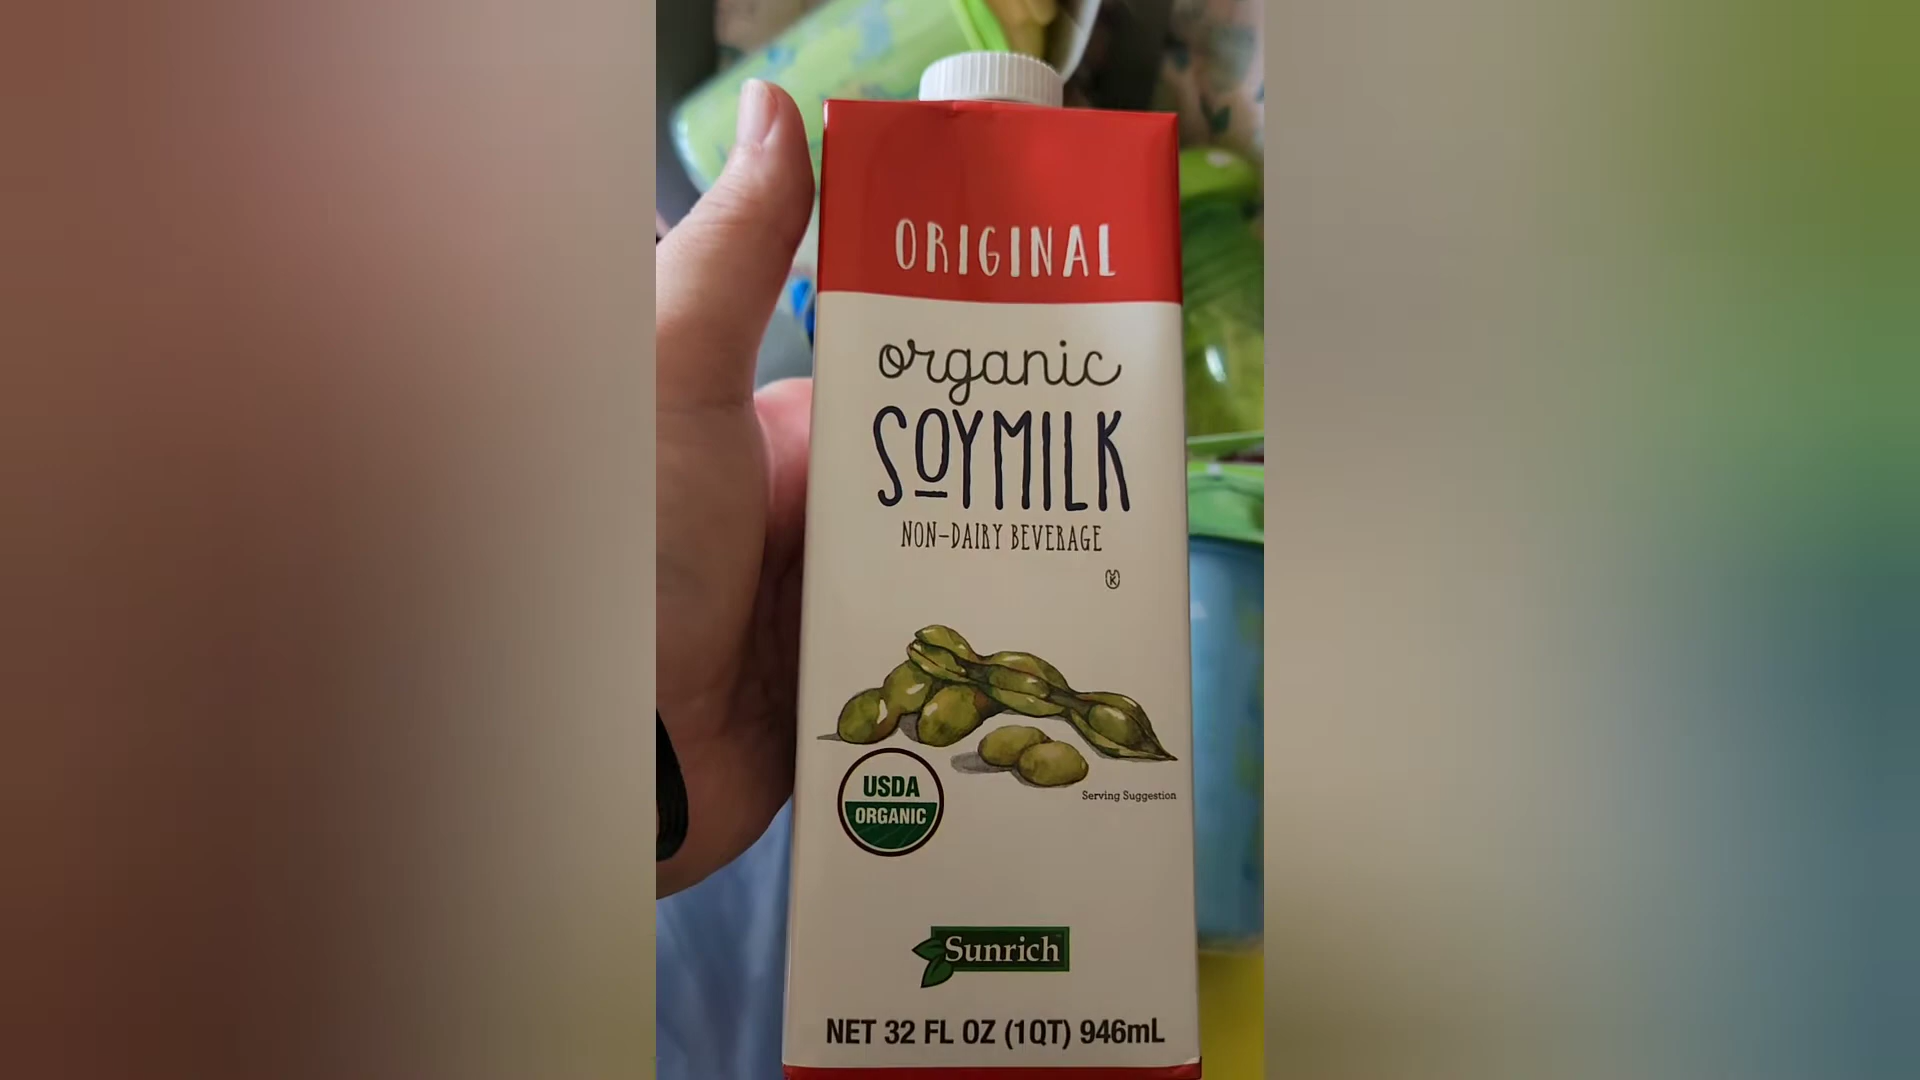 ORIGINAL
organic
SOYMILK
NON-DAIRY BEVERAGE
K
Serving Suggestion
USDA
ORGANIC
Sunrich
NET 32 FL OZ (1QT) 946mL